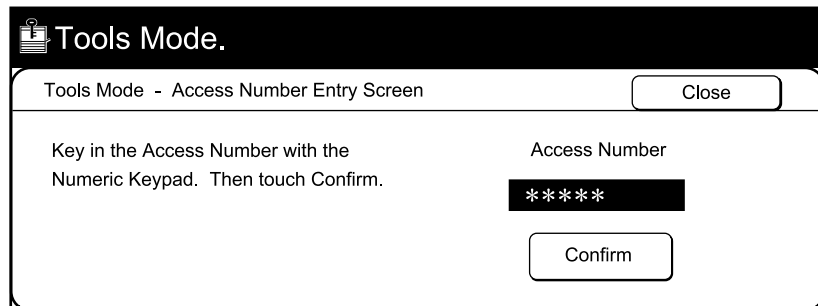 Tools Mode.
Tools Mode - Access Number Entry Screen
Close
Key in the Access Number with the
Numeric Keypad. Then touch Confirm.
Access Number
*****
Confirm